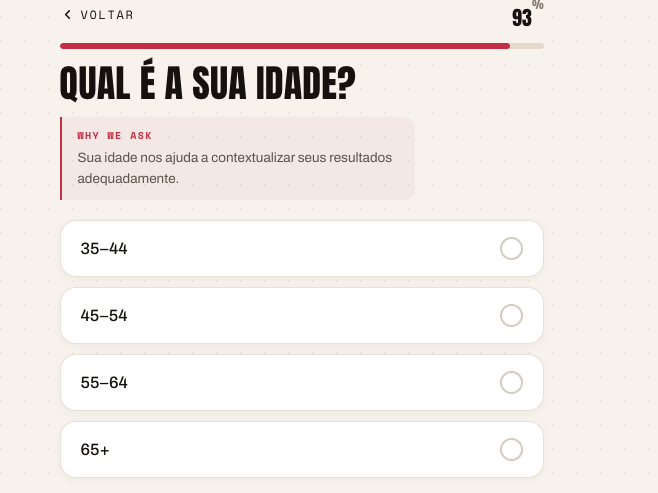 VOLTAR
93%
QUAL É A SUA IDADE?
WHY WE ASK
Sua idade nos ajuda a contextualizar seus resultados
adequadamente.
35–44
45–54
55–64
65+